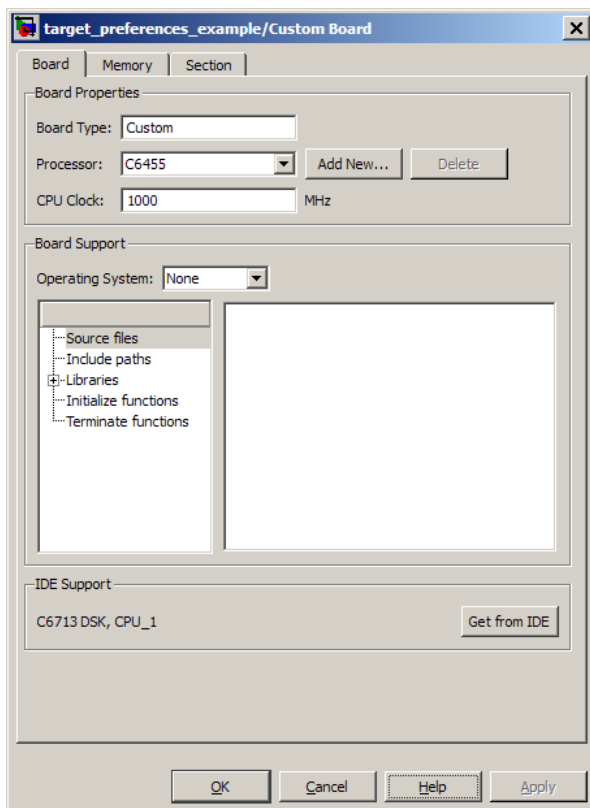 target_preferences_example/Custom Board
Board Memory Section
Board Properties
Board Type: Custom
Processor: C6455 Add New... Delete
CPU Clock: 1000 MHz
Board Support
Operating System: None
Source files
Include paths
Libraries
Initialize functions
Terminate functions
IDE Support
C6713 DSK, CPU_1 Get from IDE
OK Cancel Help Apply